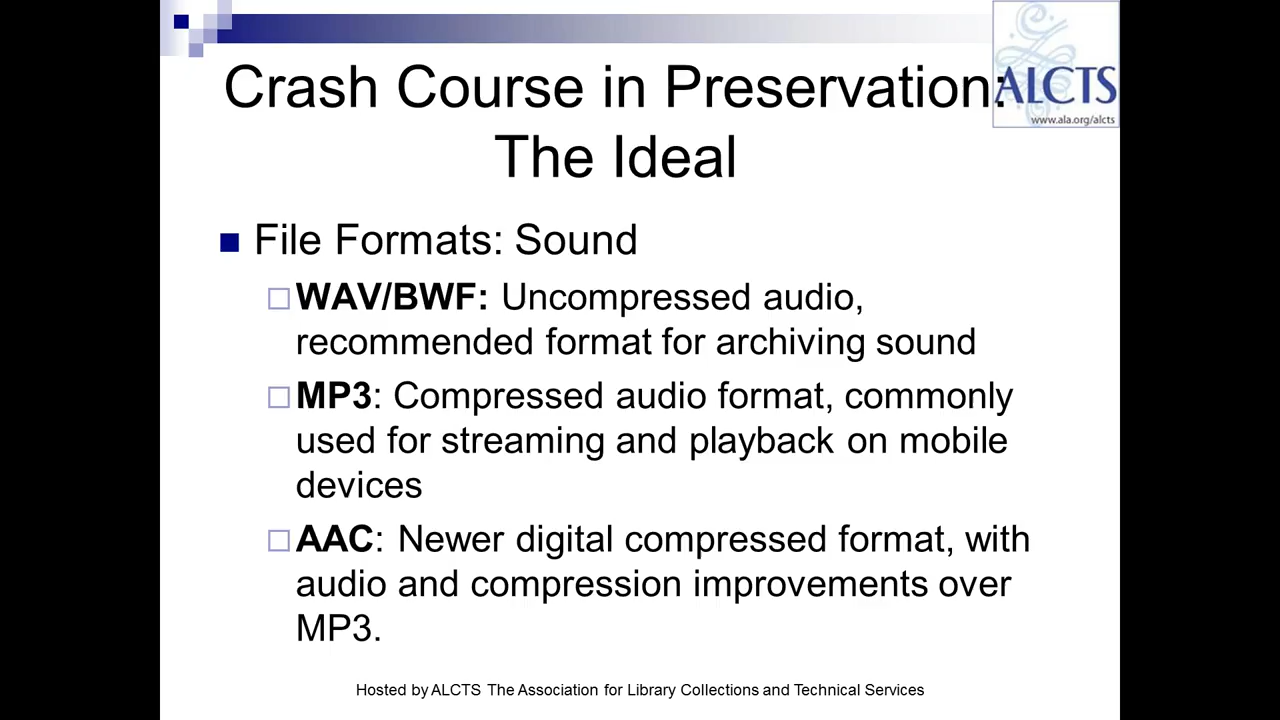 Crash Course in Preservation:
The Ideal
ALCTS
www.ala.org/alcts
File Formats: Sound
WAV/BWF: Uncompressed audio,
recommended format for archiving sound
MP3: Compressed audio format, commonly
used for streaming and playback on mobile
devices
AAC: Newer digital compressed format, with
audio and compression improvements over
MP3.
Hosted by ALCTS The Association for Library Collections and Technical Services